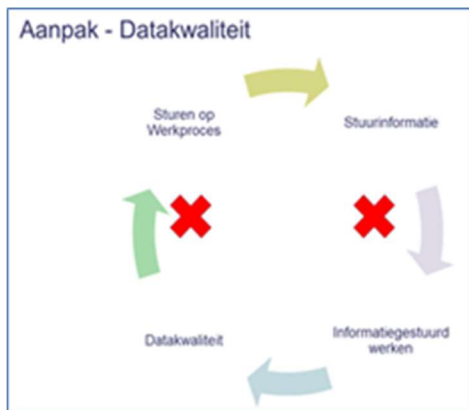 Aanpak - Datakwaliteit
Sturen op
Werkproces
Stuurinformatie
Datakwaliteit
Informatiegestuurd
werken